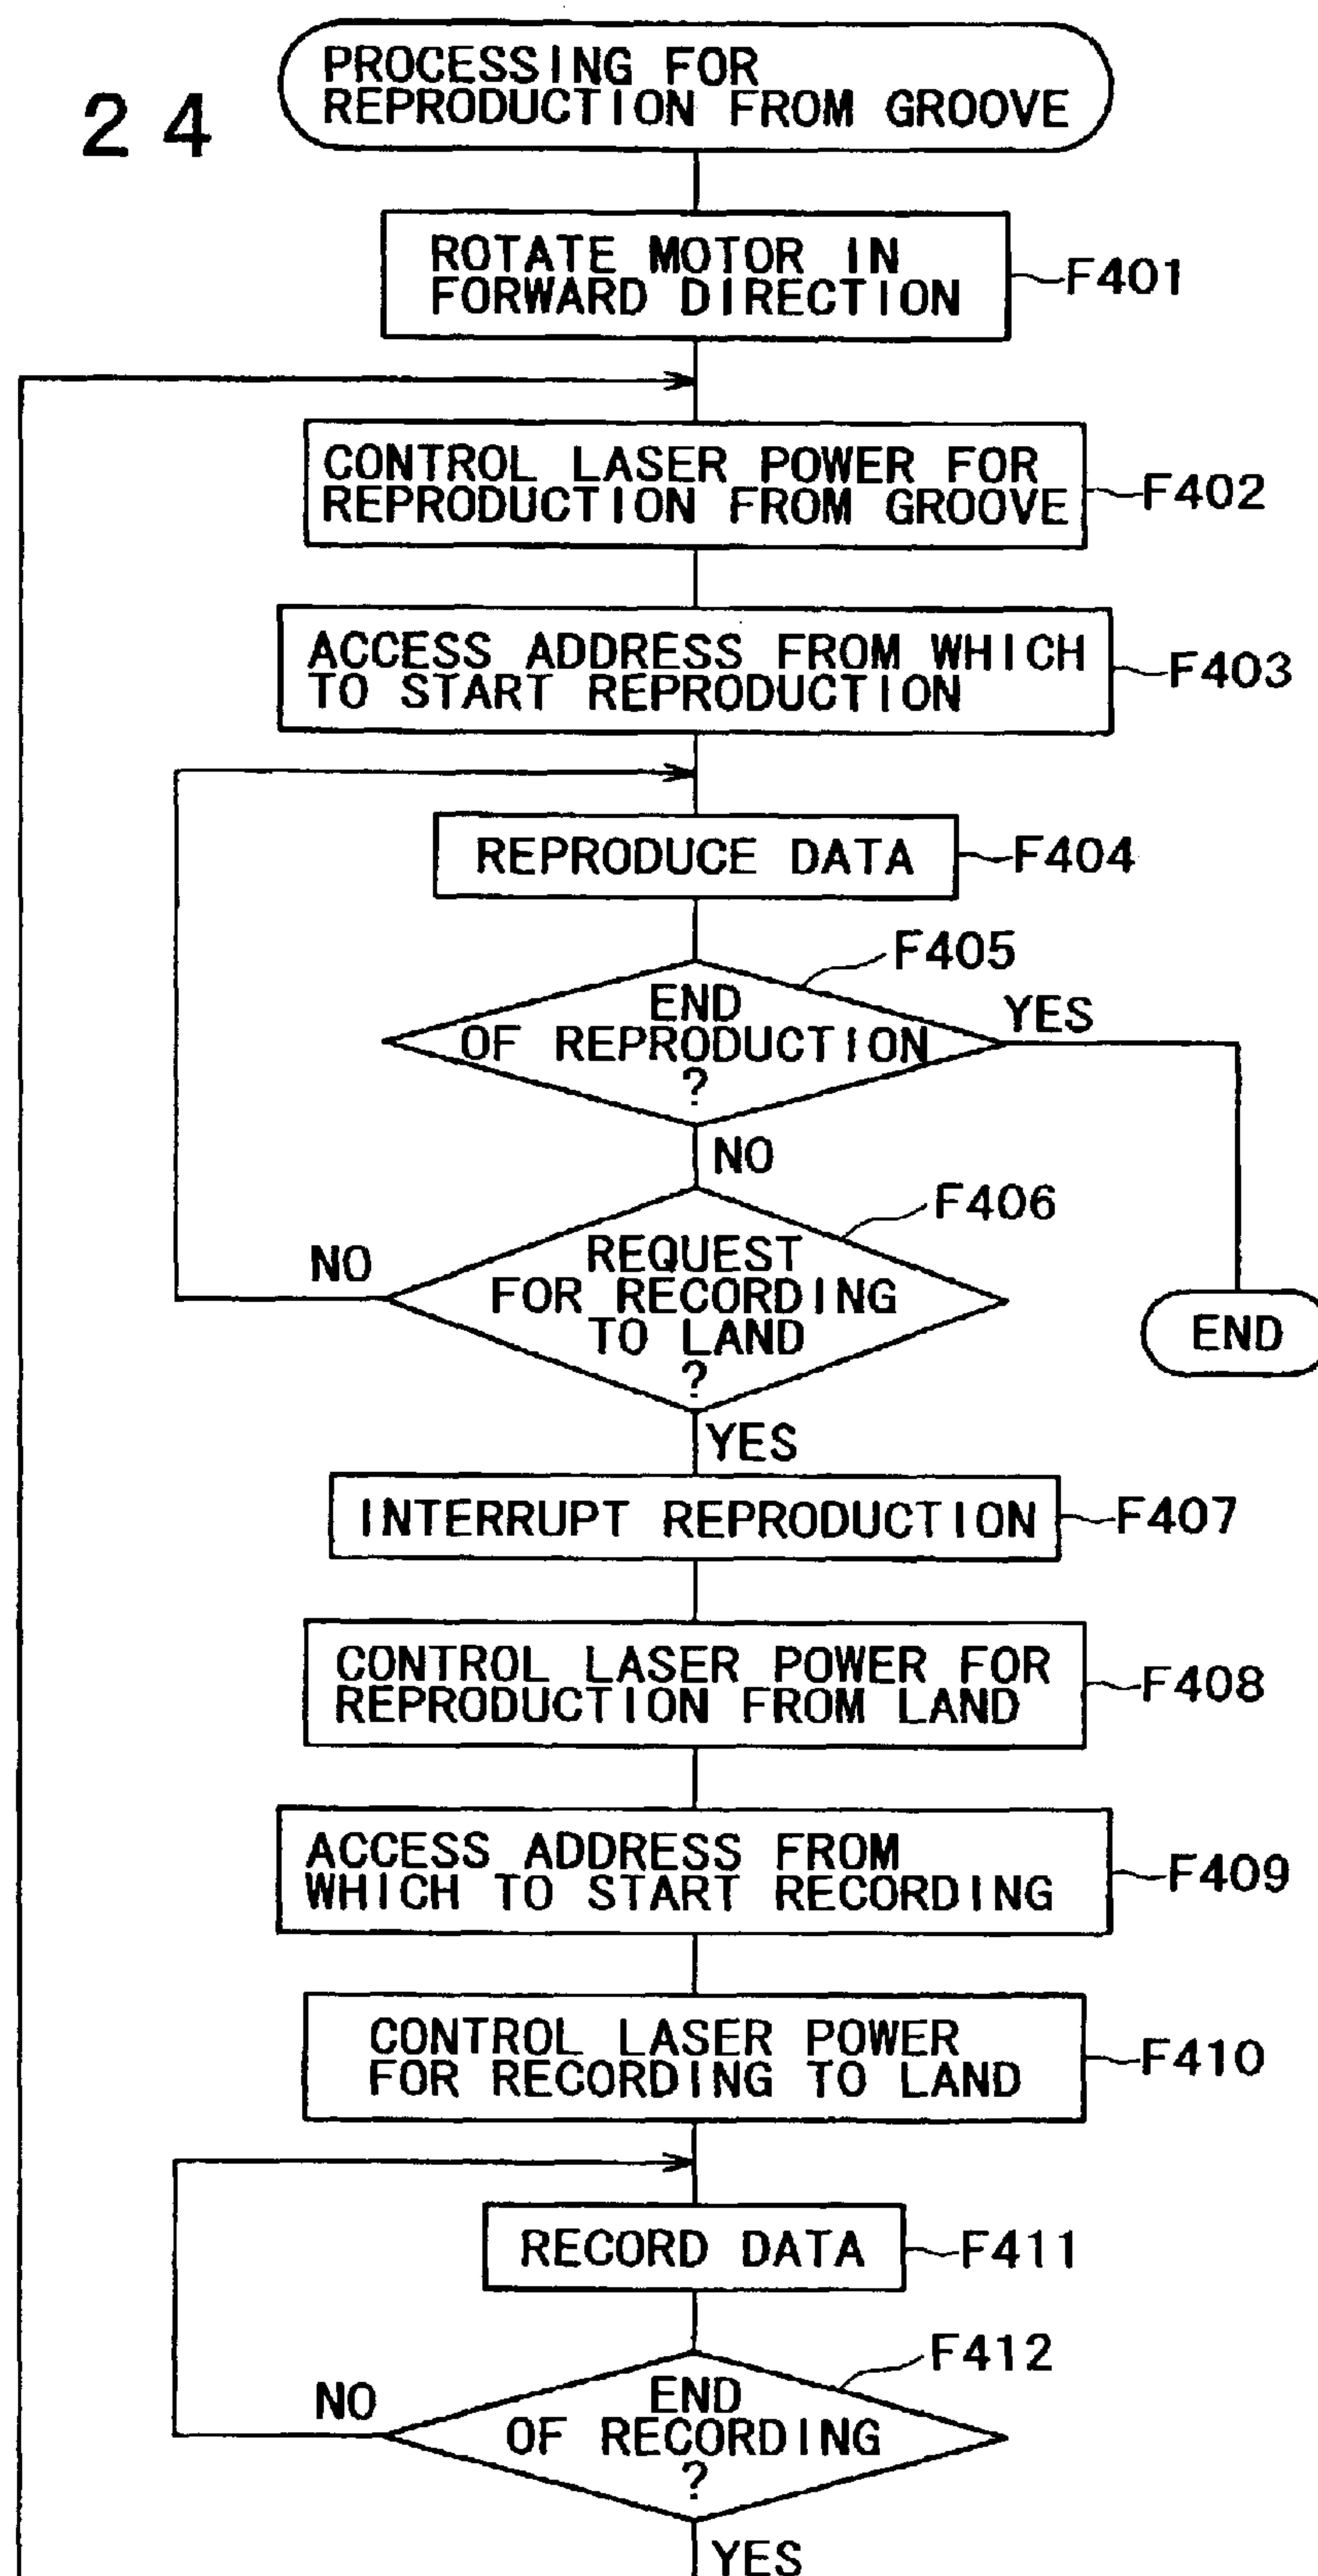 24
PROCESSING FOR
REPRODUCTION FROM GROOVE
ROTATE MOTOR IN
FORWARD DIRECTION
F401
CONTROL LASER POWER FOR
REPRODUCTION FROM GROOVE
F402
ACCESS ADDRESS FROM WHICH
TO START REPRODUCTION
F403
REPRODUCE DATA
F404
F405
END
OF REPRODUCTION
?
YES
NO
F406
REQUEST
FOR RECORDING
TO LAND
?
NO
END
YES
INTERRUPT REPRODUCTION
F407
CONTROL LASER POWER FOR
REPRODUCTION FROM LAND
F408
ACCESS ADDRESS FROM
WHICH TO START RECORDING
F409
CONTROL LASER POWER
FOR RECORDING TO LAND
F410
RECORD DATA
F411
F412
END
OF RECORDING
?
NO
YES